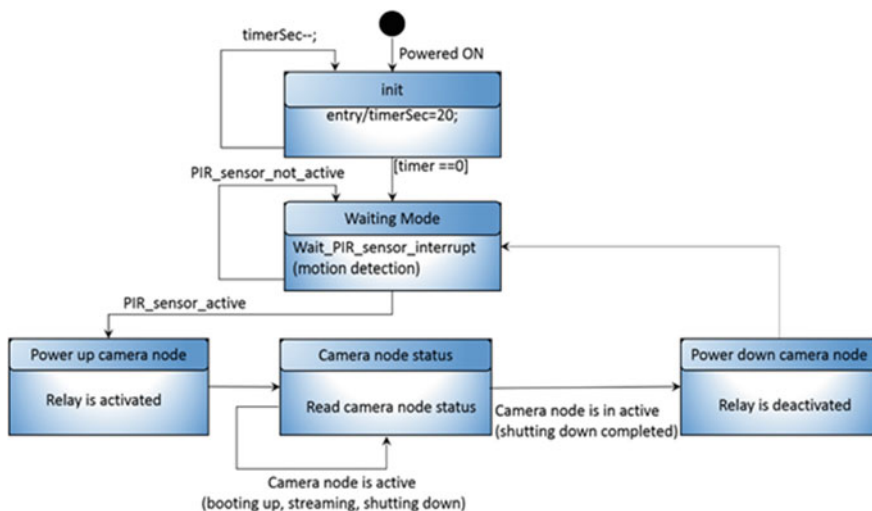 timerSec--;
Powered ON
init
entry/timerSec=20;
PIR_sensor_not_active
[timer ==0]
Waiting Mode
Wait_PIR_sensor_interrupt
(motion detection)
PIR_sensor_active
Power up camera node
Relay is activated
Camera node status
Read camera node status
Power down camera node
Relay is deactivated
Camera node is in active
(shutting down completed)
Camera node is active
(booting up, streaming, shutting down)